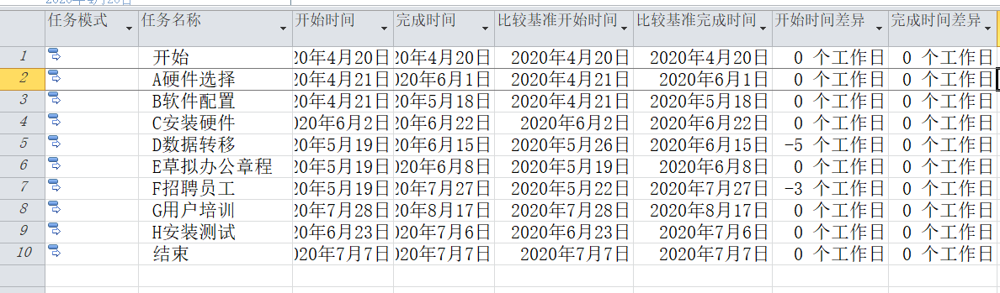 任务模式 任务名称 开始时间 完成时间 比较基准开始时间 比较基准完成时间 开始时间差异 完成时间差异
1 开始 20年4月20日 20年4月20日 2020年4月20日 2020年4月20日 0 个工作日 0 个工作日
2 A硬件选择 20年4月21日 020年6月1日 2020年4月21日 2020年6月1日 0 个工作日 0 个工作日
3 B软件配置 20年4月21日 20年5月18日 2020年4月21日 2020年5月18日 0 个工作日 0 个工作日
4 C安装硬件 020年6月2日 20年6月22日 2020年6月2日 2020年6月22日 0 个工作日 0 个工作日
5 D数据转移 20年5月19日 20年6月15日 2020年5月26日 2020年6月15日 -5 个工作日 0 个工作日
6 E草拟办公章程 20年5月19日 020年6月8日 2020年5月19日 2020年6月8日 0 个工作日 0 个工作日
7 F招聘员工 20年5月19日 20年7月27日 2020年5月22日 2020年7月27日 -3 个工作日 0 个工作日
8 G用户培训 20年7月28日 20年8月17日 2020年7月28日 2020年8月17日 0 个工作日 0 个工作日
9 H安装测试 20年6月23日 020年7月6日 2020年6月23日 2020年7月6日 0 个工作日 0 个工作日
10 结束 020年7月7日 020年7月7日 2020年7月7日 2020年7月7日 0 个工作日 0 个工作日